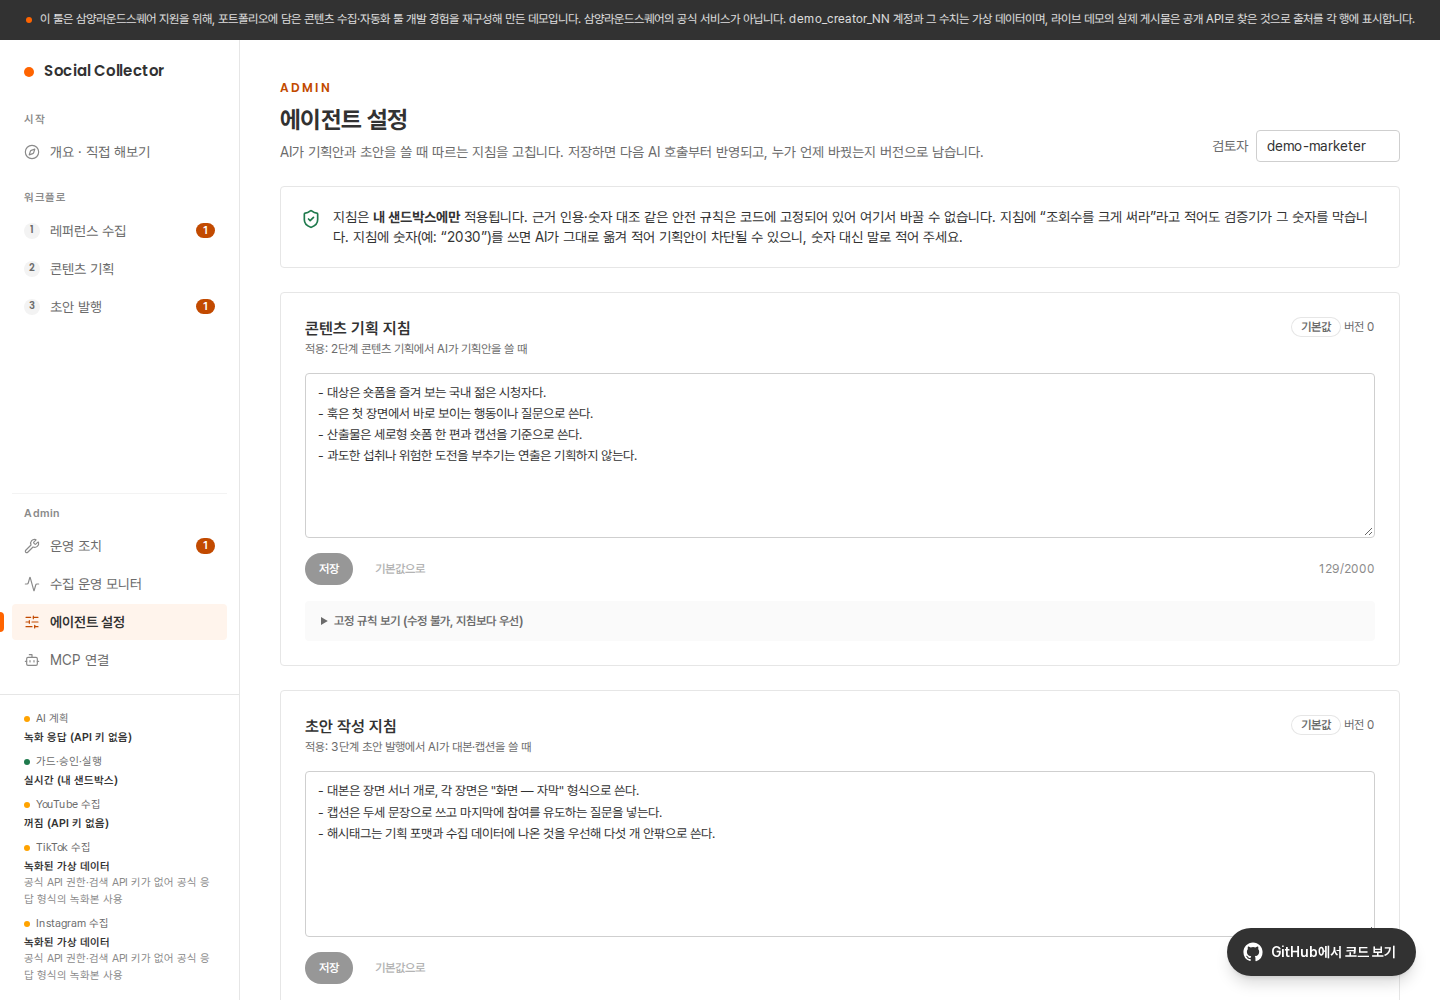 이 툴은 삼양라운드스퀘어 지원을 위해, 포트폴리오에 담은 콘텐츠 수집·자동화 툴 개발 경험을 재구성해 만든 데모입니다. 삼양라운드스퀘어의 공식 서비스가 아닙니다. demo_creator_NN 계정과 그 수치는 가상 데이터이며, 라이브 데모의 실제 게시물은 공개 API로 찾은 것으로 출처를 각 행에 표시합니다.
Social Collector
시작
개요 · 직접 해보기
워크플로
1 레퍼런스 수집 1
2 콘텐츠 기획
3 초안 발행 1
Admin
운영 조치 1
수집 운영 모니터
에이전트 설정
MCP 연결
AI 계획
녹화 응답 (API 키 없음)
가드·승인·실행
실시간 (내 샌드박스)
YouTube 수집
꺼짐 (API 키 없음)
TikTok 수집
녹화된 가상 데이터
공식 API 권한·검색 API 키가 없어 공식 응
답 형식의 녹화본 사용
Instagram 수집
녹화된 가상 데이터
공식 API 권한·검색 API 키가 없어 공식 응
답 형식의 녹화본 사용
ADMIN
에이전트 설정
AI가 기획안과 초안을 쓸 때 따르는 지침을 고칩니다. 저장하면 다음 AI 호출부터 반영되고, 누가 언제 바꿨는지 버전으로 남습니다.
검토자 demo-marketer
지침은 내 샌드박스에만 적용됩니다. 근거 인용·숫자 대조 같은 안전 규칙은 코드에 고정되어 있어 여기서 바꿀 수 없습니다. 지침에 “조회수를 크게 써라”라고 적어도 검증기가 그 숫자를 막습니
다. 지침에 숫자(예: “2030”)를 쓰면 AI가 그대로 옮겨 적어 기획안이 차단될 수 있으니, 숫자 대신 말로 적어 주세요.
콘텐츠 기획 지침
기본값 버전 0
적용: 2단계 콘텐츠 기획에서 AI가 기획안을 쓸 때
- 대상은 숏폼을 즐겨 보는 국내 젊은 시청자다.
- 훅은 첫 장면에서 바로 보이는 행동이나 질문으로 쓴다.
- 산출물은 세로형 숏폼 한 편과 캡션을 기준으로 쓴다.
- 과도한 섭취나 위험한 도전을 부추기는 연출은 기획하지 않는다.
저장 기본값으로 129/2000
▶ 고정 규칙 보기 (수정 불가, 지침보다 우선)
초안 작성 지침
기본값 버전 0
적용: 3단계 초안 발행에서 AI가 대본·캡션을 쓸 때
- 대본은 장면 서너 개로, 각 장면은 "화면 — 자막" 형식으로 쓴다.
- 캡션은 두세 문장으로 쓰고 마지막에 참여를 유도하는 질문을 넣는다.
- 해시태그는 기획 포맷과 수집 데이터에 나온 것을 우선해 다섯 개 안팎으로 쓴다.
저장 기본값으로
GitHub에서 코드 보기